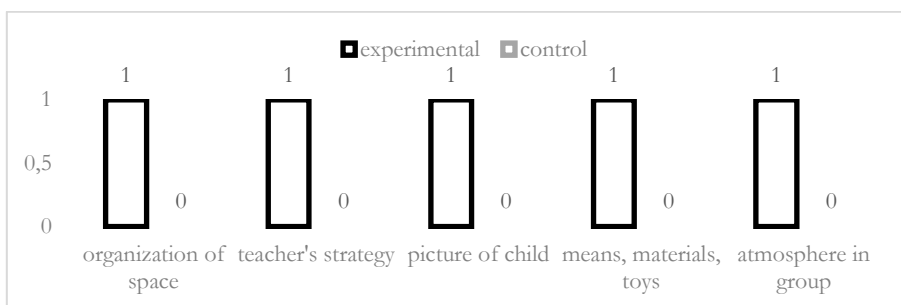 experimental control
1 1 1 1 1
1
0,5
0 0 0 0 0
0
organization of teacher's strategy picture of child means, materials, atmosphere in
space toys group